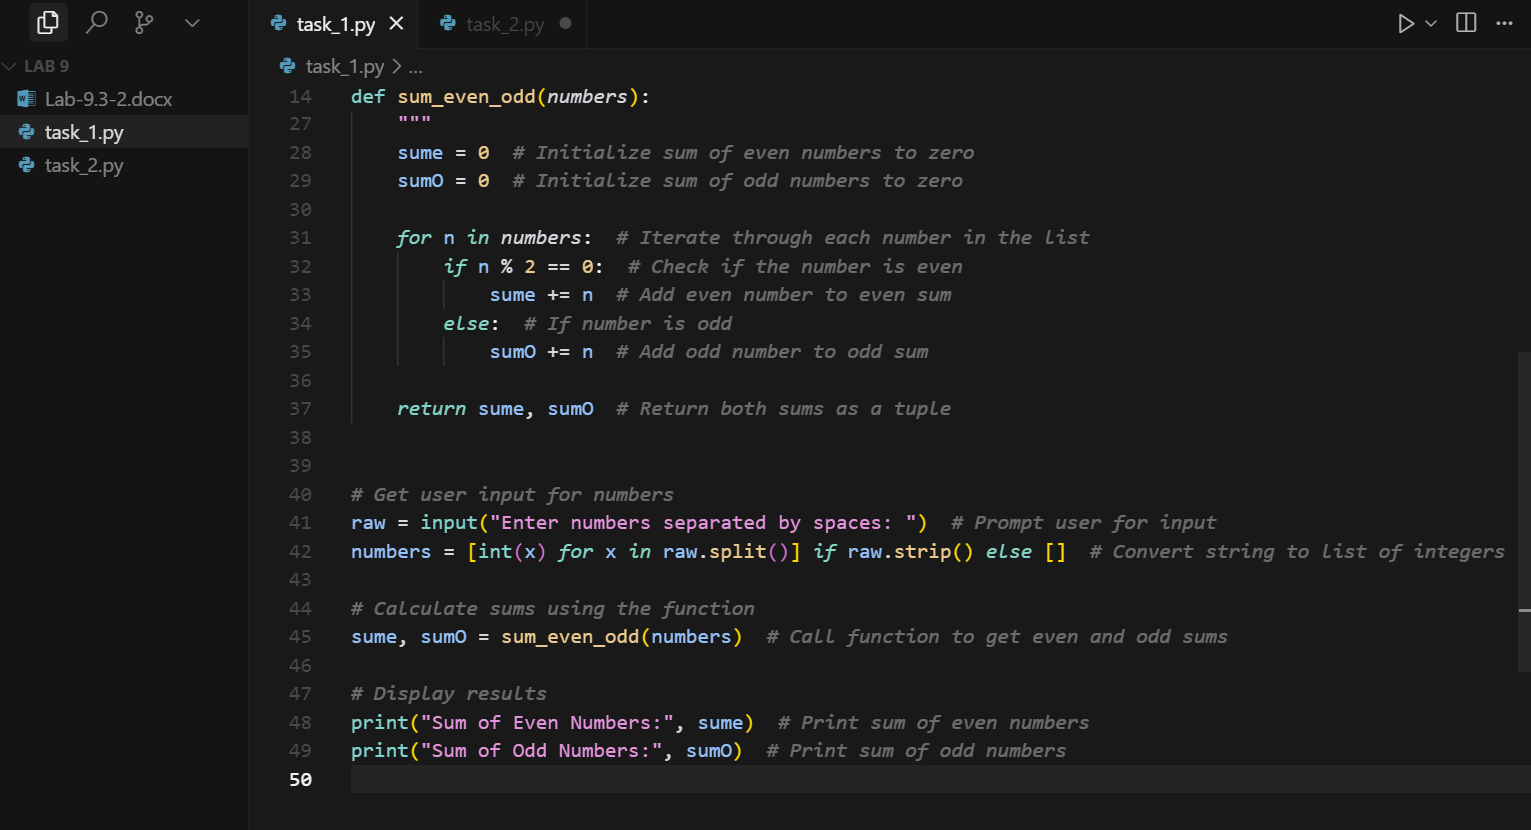 task_1.py
task_2.py
LAB 9
Lab-9.3-2.docx
task_1.py
task_2.py
task_1.py > ...
14 def sum_even_odd(numbers):
27     """
28     sume = 0  # Initialize sum of even numbers to zero
29     sumO = 0  # Initialize sum of odd numbers to zero
30
31     for n in numbers:  # Iterate through each number in the list
32         if n % 2 == 0:  # Check if the number is even
33             sume += n  # Add even number to even sum
34         else:  # If number is odd
35             sumO += n  # Add odd number to odd sum
36
37     return sume, sumO  # Return both sums as a tuple
38
39
40 # Get user input for numbers
41 raw = input("Enter numbers separated by spaces: ")  # Prompt user for input
42 numbers = [int(x) for x in raw.split()] if raw.strip() else []  # Convert string to list of integers
43
44 # Calculate sums using the function
45 sume, sumO = sum_even_odd(numbers)  # Call function to get even and odd sums
46
47 # Display results
48 print("Sum of Even Numbers:", sume)  # Print sum of even numbers
49 print("Sum of Odd Numbers:", sumO)  # Print sum of odd numbers
50